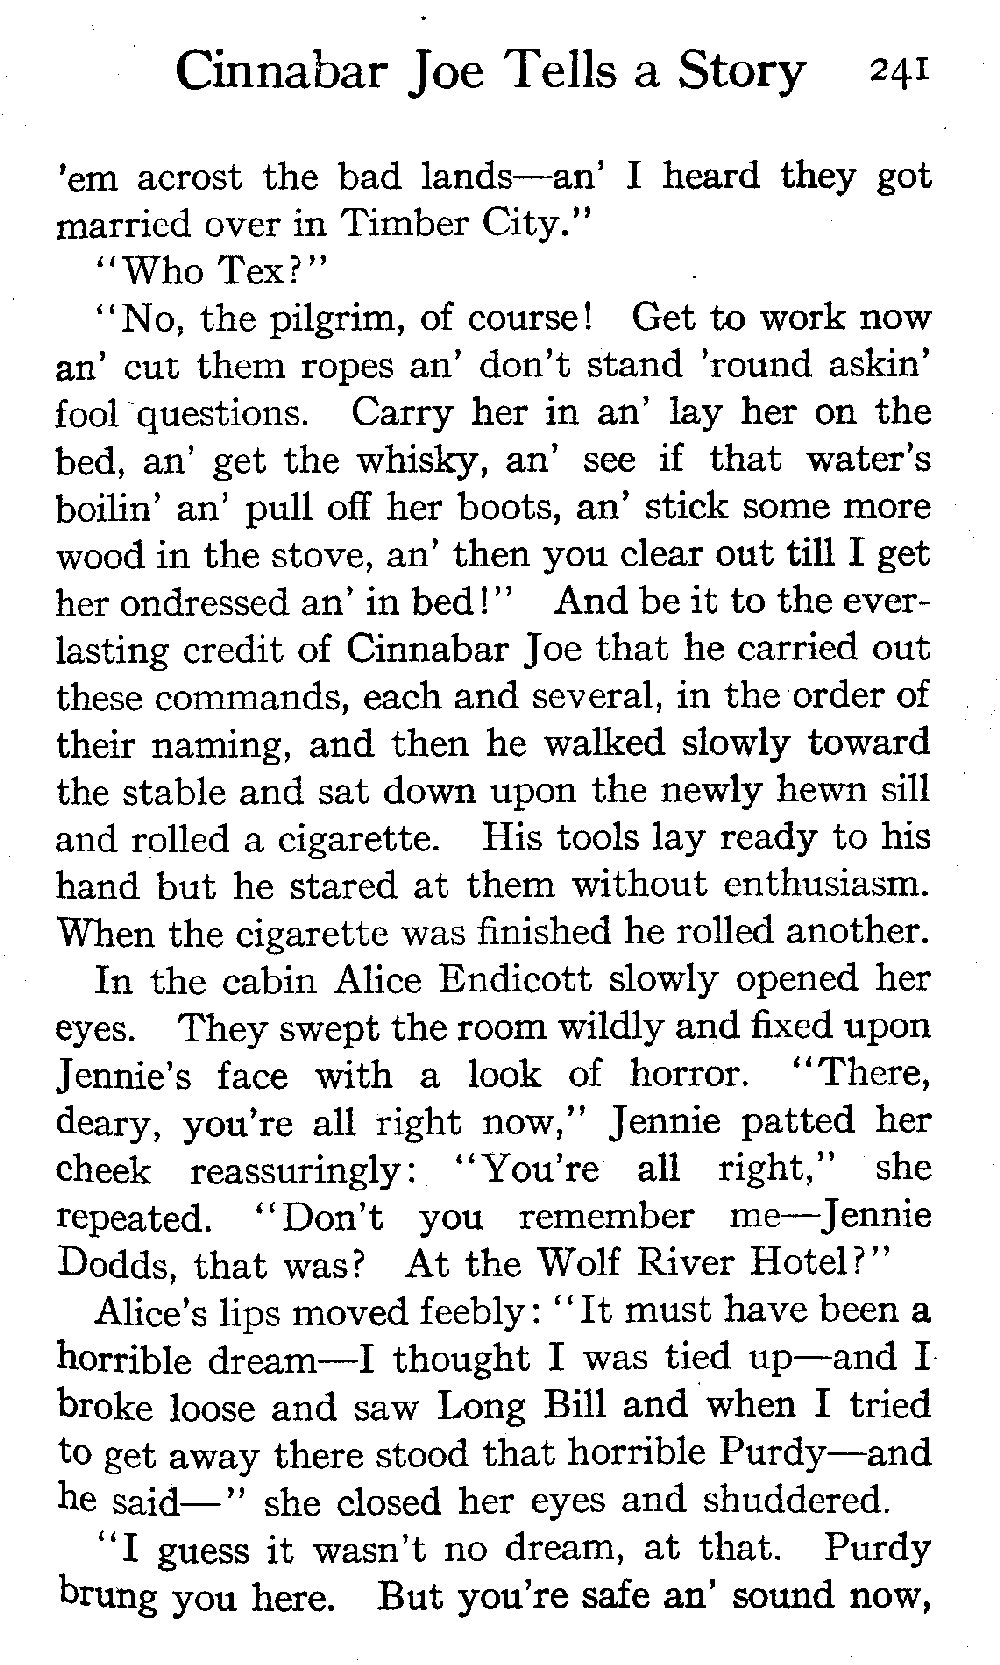 Cinnabar Joe Tells a Story 241
'em acrost the bad lands—an' I heard they got
married over in Timber City."
"Who Tex?"
"No, the pilgrim, of course! Get to work now
an' cut them ropes an' don't stand 'round askin'
fool questions. Carry her in an' lay her on the
bed, an' get the whisky, an' see if that water's
boilin' an' pull off her boots, an' stick some more
wood in the stove, an' then you clear out till I get
her ondressed an' in bed!" And be it to the ever-
lasting credit of Cinnabar Joe that he carried out
these commands, each and several, in the order of
their naming, and then he walked slowly toward
the stable and sat down upon the newly hewn sill
and rolled a cigarette. His tools lay ready to his
hand but he stared at them without enthusiasm.
When the cigarette was finished he rolled another.
In the cabin Alice Endicott slowly opened her
eyes. They swept the room wildly and fixed upon
Jennie's face with a look of horror. "There,
deary, you're all right now," Jennie patted her
cheek reassuringly: "You're all right," she
repeated. "Don't you remember me—Jennie
Dodds, that was? At the Wolf River Hotel?"
Alice's lips moved feebly: "It must have been a
horrible dream—I thought I was tied up—and I
broke loose and saw Long Bill and when I tried
to get away there stood that horrible Purdy—and
he said—" she closed her eyes and shuddered.
"I guess it wasn't no dream, at that. Purdy
brung you here. But you're safe an' sound now,